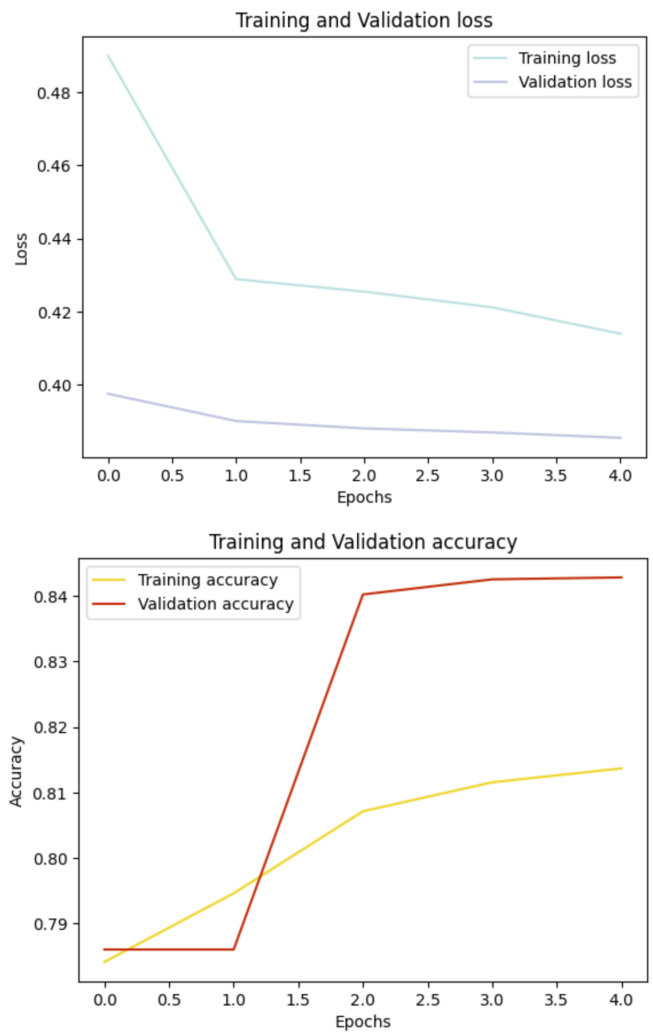 Training and Validation loss
Training loss
Validation loss
0.48
0.46
0.44
0.42
0.40
Loss
0.0 0.5 1.0 1.5 2.0 2.5 3.0 3.5 4.0
Epochs
Training and Validation accuracy
Training accuracy
Validation accuracy
0.84
0.83
0.82
0.81
0.80
0.79
Accuracy
0.0 0.5 1.0 1.5 2.0 2.5 3.0 3.5 4.0
Epochs